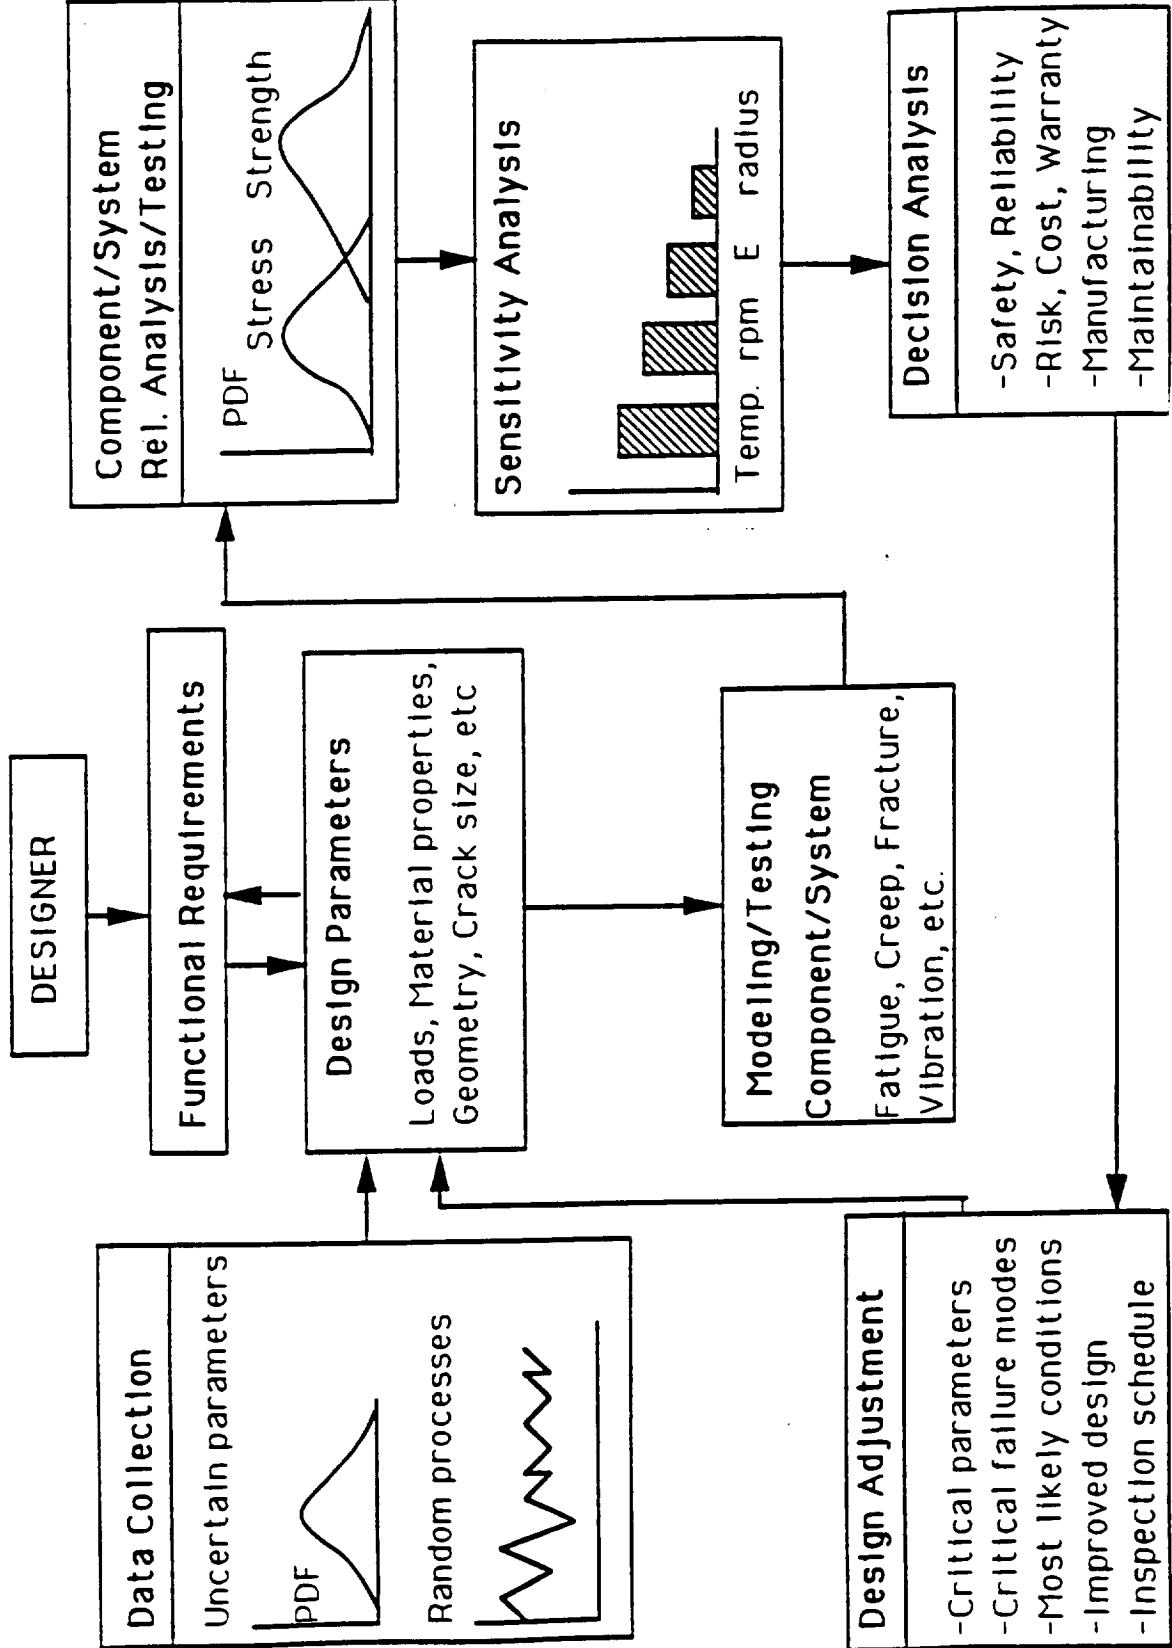 DESIGNER
Functional Requirements
Data Collection
Uncertain parameters
PDF
Random processes
Design Parameters
Loads, Material properties,
Geometry, Crack size, etc
Modeling/Testing
Component/System
Fatigue, Creep, Fracture,
Vibration, etc.
Component/System
Rel. Analysis/Testing
PDF
Stress Strength
Sensitivity Analysis
Temp. rpm E radius
Decision Analysis
-Safety, Reliability
-Risk, Cost, Warranty
-Manufacturing
-Maintainability
Design Adjustment
-Critical parameters
-Critical failure modes
-Most likely conditions
-Improved design
-Inspection schedule